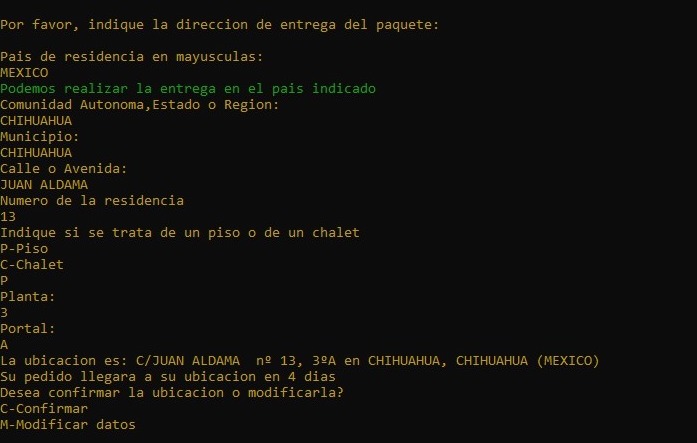 Por favor, indique la direccion de entrega del paquete:
Pais de residencia en mayusculas:
MEXICO
Podemos realizar la entrega en el pais indicado
Comunidad Autonoma,Estado o Region:
CHIHUAHUA
Municipio:
CHIHUAHUA
Calle o Avenida:
JUAN ALDAMA
Numero de la residencia
13
Indique si se trata de un piso o de un chalet
P-Piso
C-Chalet
P
Planta:
3
Portal:
A
La ubicacion es: C/JUAN ALDAMA  nº 13, 3ºA en CHIHUAHUA, CHIHUAHUA (MEXICO)
Su pedido llegara a su ubicacion en 4 dias
Desea confirmar la ubicacion o modificarla?
C-Confirmar
M-Modificar datos